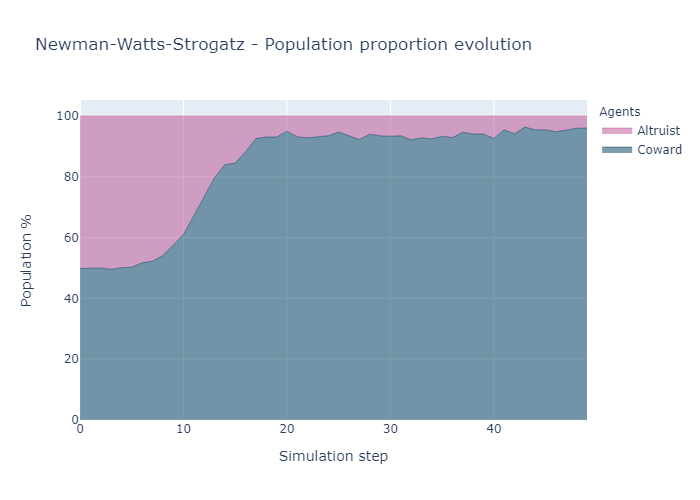 Newman-Watts-Strogatz - Population proportion evolution
Agents
Altruist
Coward
Population %
100
80
60
40
20
0
0 10 20 30 40
Simulation step